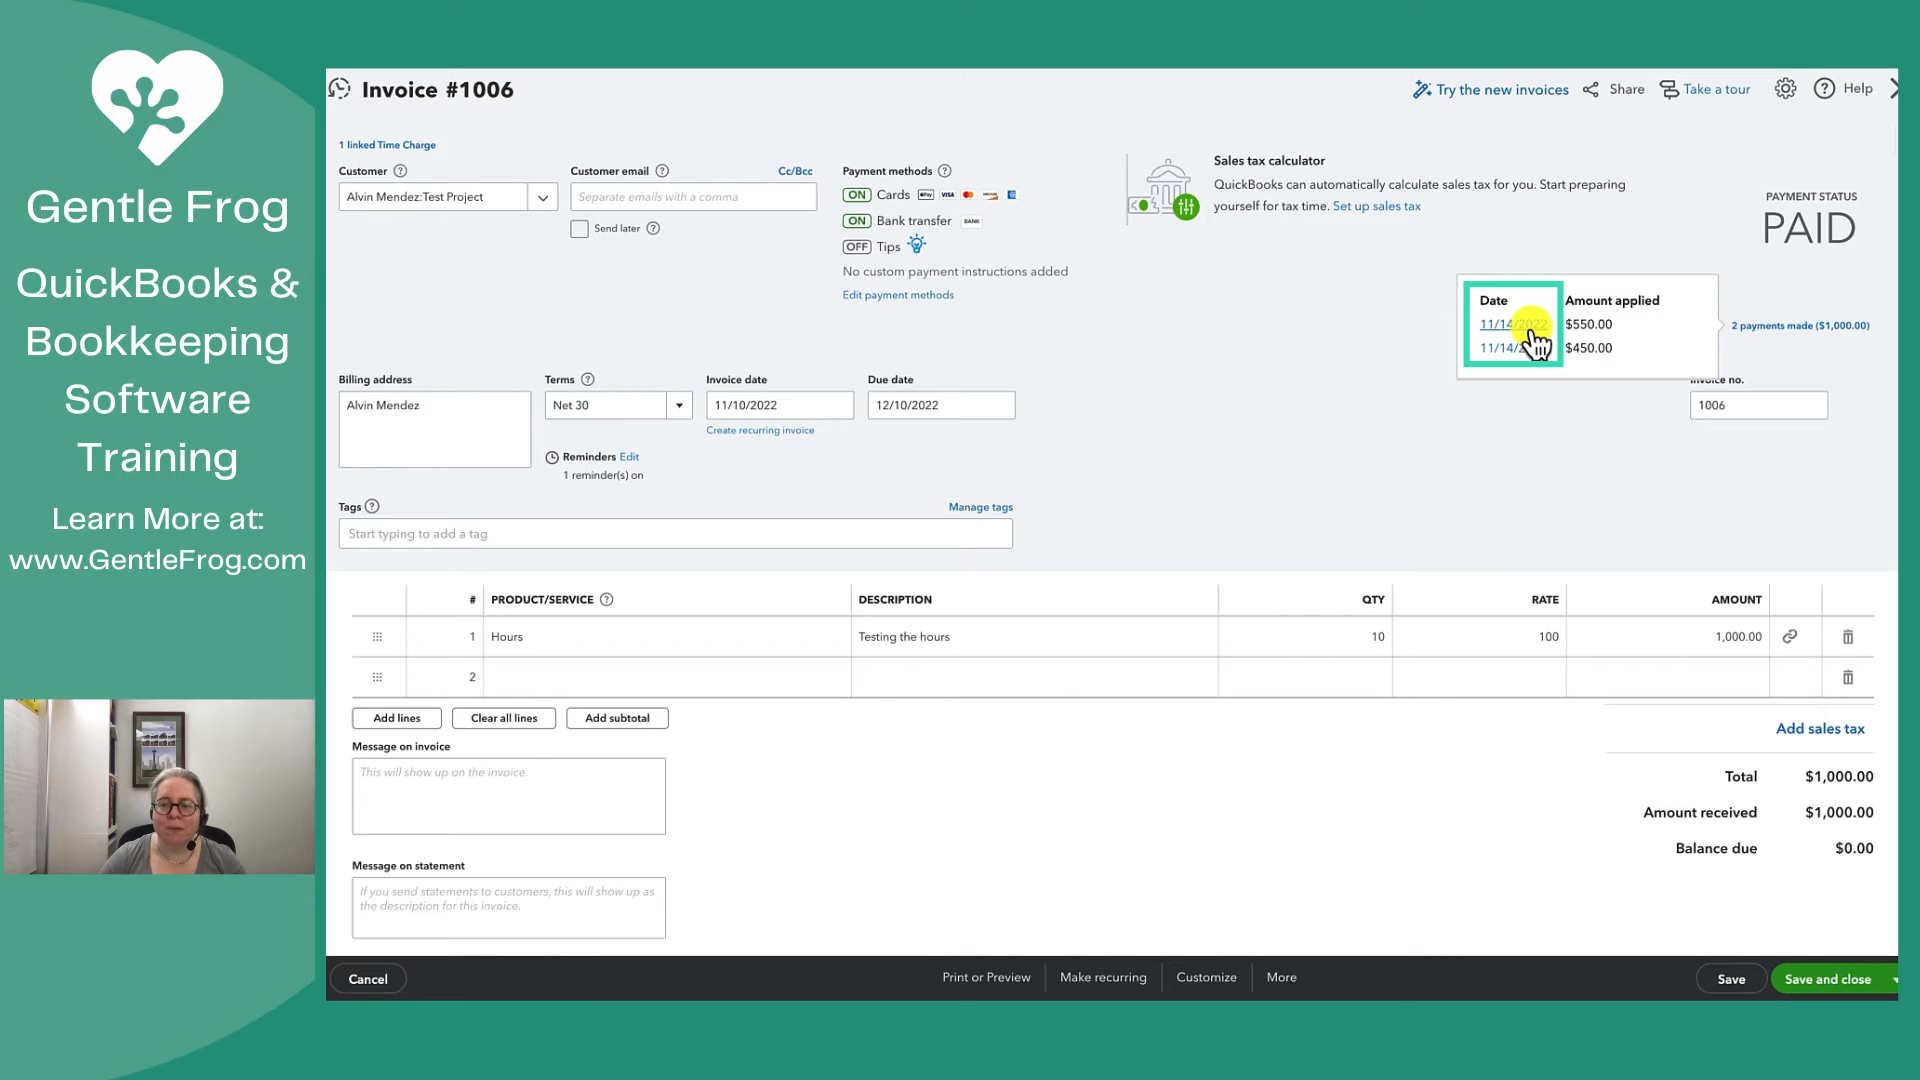 Gentle Frog
QuickBooks &
Bookkeeping
Software
Training
Learn More at:
www.GentleFrog.com
Invoice #1006
Try the new invoices
Share
Take a tour
Help
1 linked Time Charge
Customer
Alvin Mendez:Test Project
Customer email
Cc/Bcc
Separate emails with a comma
Send later
Payment methods
ON Cards Pay VISA
ON Bank transfer BANK
OFF Tips
No custom payment instructions added
Edit payment methods
Sales tax calculator
QuickBooks can automatically calculate sales tax for you. Start preparing
yourself for tax time. Set up sales tax
PAYMENT STATUS
PAID
Date Amount applied
11/14/2022 $550.00
11/14/2 $450.00
2 payments made ($1,000.00)
Billing address
Alvin Mendez
Terms
Net 30
Invoice date
11/10/2022
Create recurring invoice
Due date
12/10/2022
Invoice no.
1006
Reminders Edit
1 reminder(s) on
Tags
Manage tags
Start typing to add a tag
# PRODUCT/SERVICE DESCRIPTION QTY RATE AMOUNT
1 Hours Testing the hours 10 100 1,000.00
2
Add lines
Clear all lines
Add subtotal
Message on invoice
This will show up on the invoice.
Message on statement
If you send statements to customers, this will show up as
the description for this invoice.
Add sales tax
Total $1,000.00
Amount received $1,000.00
Balance due $0.00
Cancel
Print or Preview
Make recurring
Customize
More
Save
Save and close